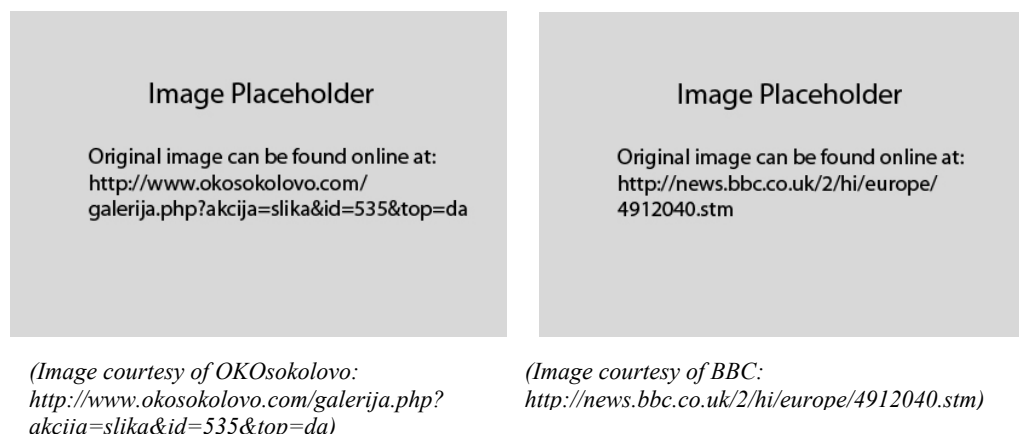 Image Placeholder
Original image can be found online at:
http://www.okosokolovo.com/
galerija.php?akcija=slika&id=535&top=da
Image Placeholder
Original image can be found online at:
http://news.bbc.co.uk/2/hi/europe/
4912040.stm
(Image courtesy of OKOsokolovo:
http://www.okosokolovo.com/galerija.php?
akcija=slika&id=535&top=da)
(Image courtesy of BBC:
http://news.bbc.co.uk/2/hi/europe/4912040.stm)